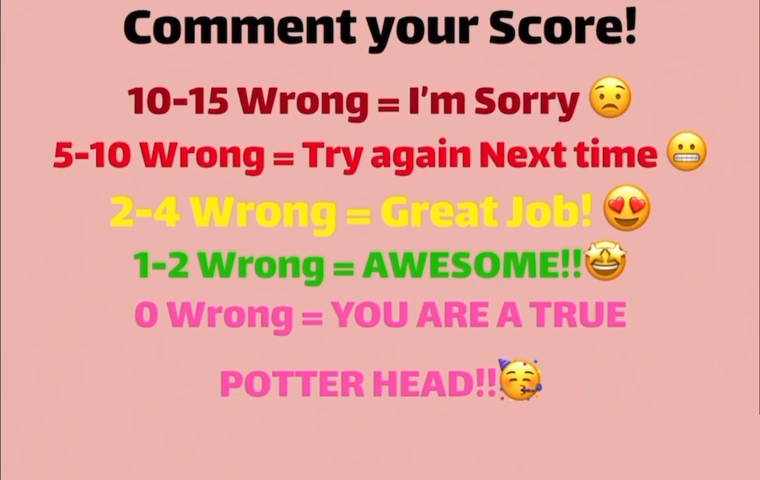 Comment your Score!
10-15 Wrong = I'm Sorry 😟
5-10 Wrong = Try again Next time 😬
2-4 Wrong = Great Job! 😍
1-2 Wrong = AWESOME!!🤩
0 Wrong = YOU ARE A TRUE
POTTER HEAD!!🥳